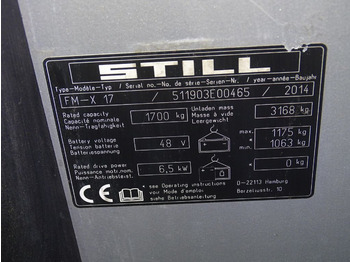 STILL
Type-Modèle-Typ / Serial no.-No. de série-Serien-Nr. / year-année-Baujahr
FM-X 17 / 511903E00465 / 2014
Rated capacity
Capacité nominale
Nenn-Tragfähigkeit
1700 kg
Unladen mass
Masse à vide
Leergewicht
3168 kg
Battery voltage
Tension batterie
Batteriespannung
48 V
max 1175 kg
min 1063 kg
Rated drive power
Puissance mot.nom.
Nenn-Antriebsleist.
6,5 kW
* 0 kg
CE
* see Operating instructions
voir Mode d'emploi
siehe Betriebsanleitung
D-22113 Hamburg
Berzeliusstr. 10